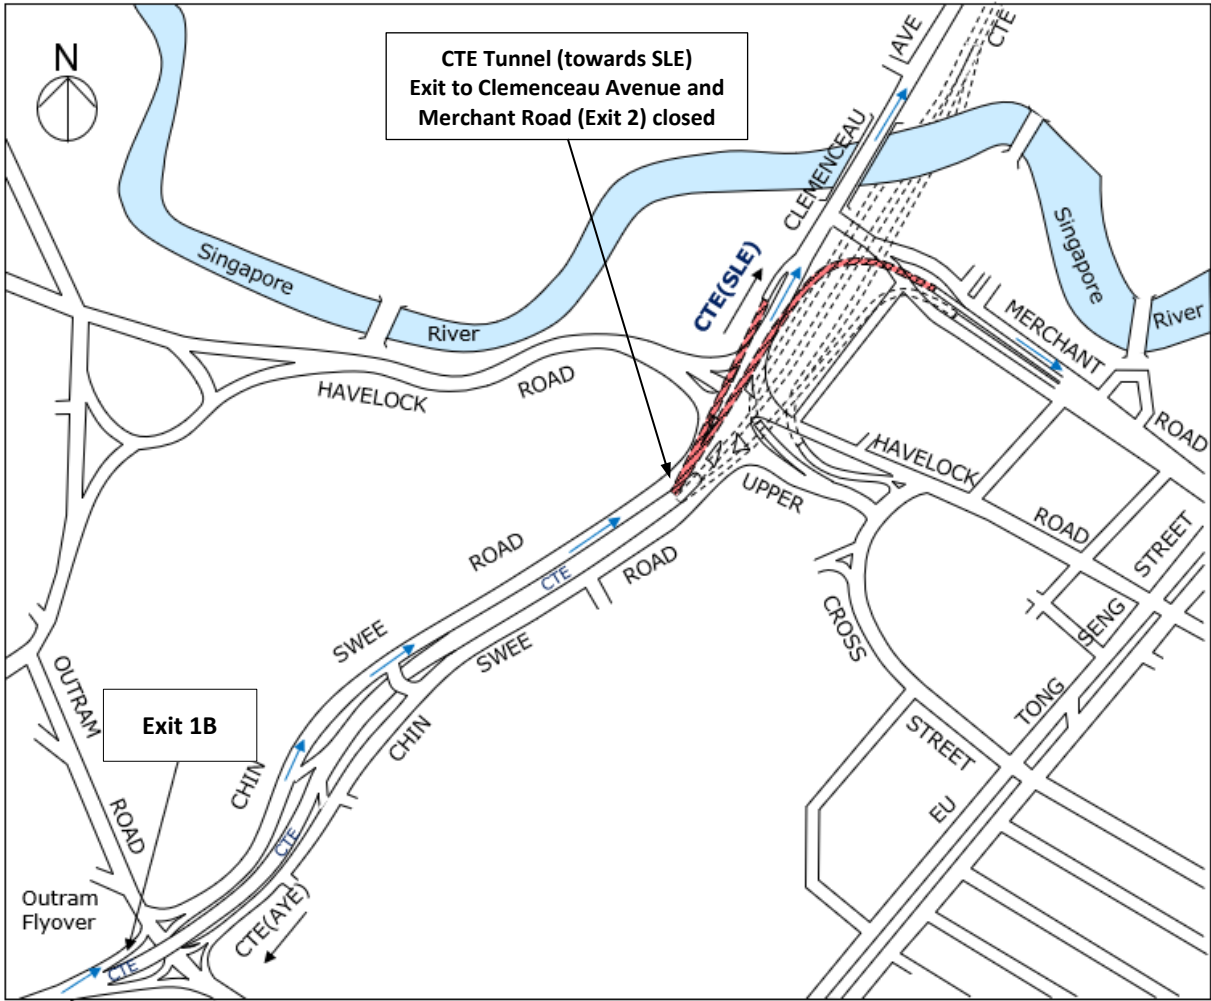 N
CTE Tunnel (towards SLE)
Exit to Clemenceau Avenue and
Merchant Road (Exit 2) closed
AVE
CTE
CLEMENCEAU
CTE(SLE)
Singapore
River
Singapore
River
MERCHANT
ROAD
HAVELOCK
ROAD
HAVELOCK
ROAD
UPPER
CROSS
STREET
ROAD
SWEE
CHIN
CTE
ROAD
SWEE
CHIN
STREET
SENG
TONG
EU
OUTRAM
ROAD
Exit 1B
CTE
CTE(AYE)
Outram
Flyover
CTE